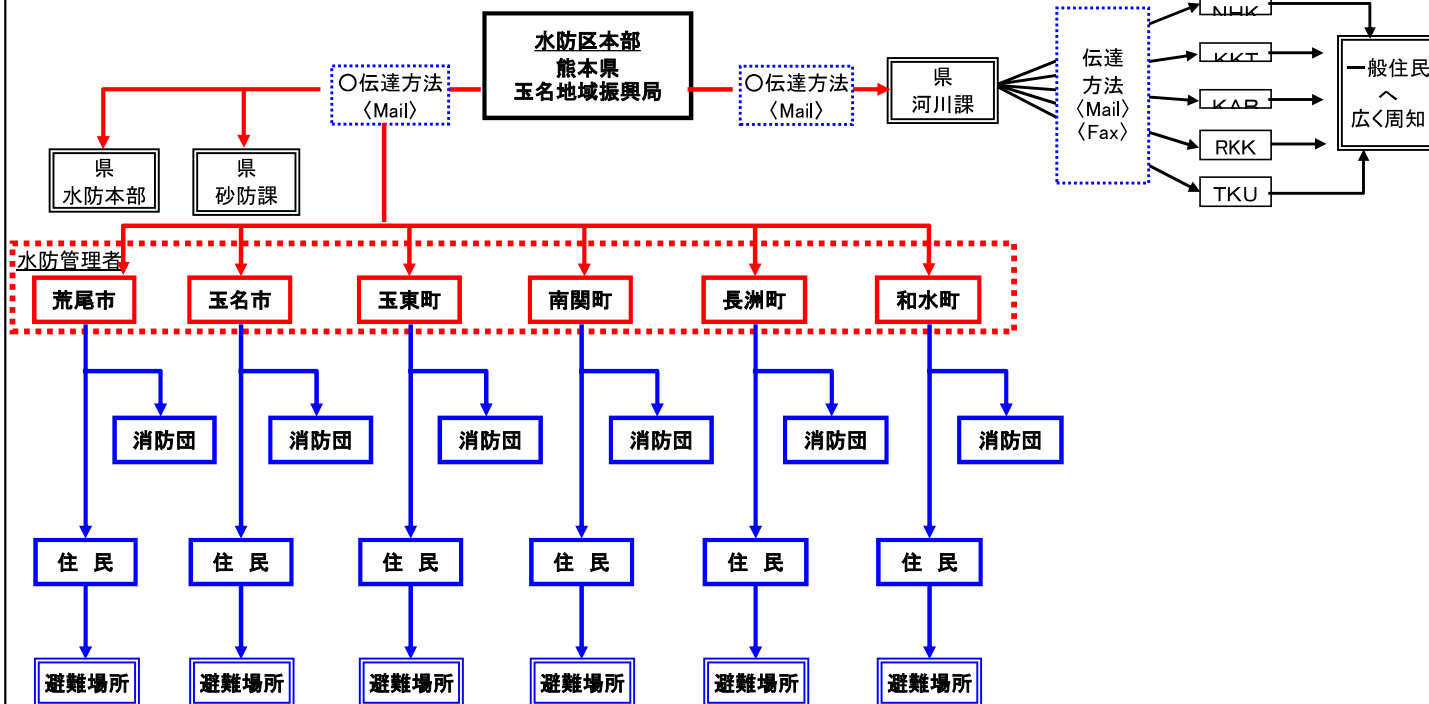 水防区本部
熊本県
玉名地域振興局
○伝達方法
〈Mail〉
○伝達方法
〈Mail〉
県
河川課
伝達
方法
〈Mail〉
〈Fax〉
NHK
KKT
KAB
RKK
TKU
一般住民
へ
広く周知
県
水防本部
県
砂防課
水防管理者
荒尾市
玉名市
玉東町
南関町
長洲町
和水町
消防団
消防団
消防団
消防団
消防団
消防団
住 民
住 民
住 民
住 民
住 民
住 民
避難場所
避難場所
避難場所
避難場所
避難場所
避難場所